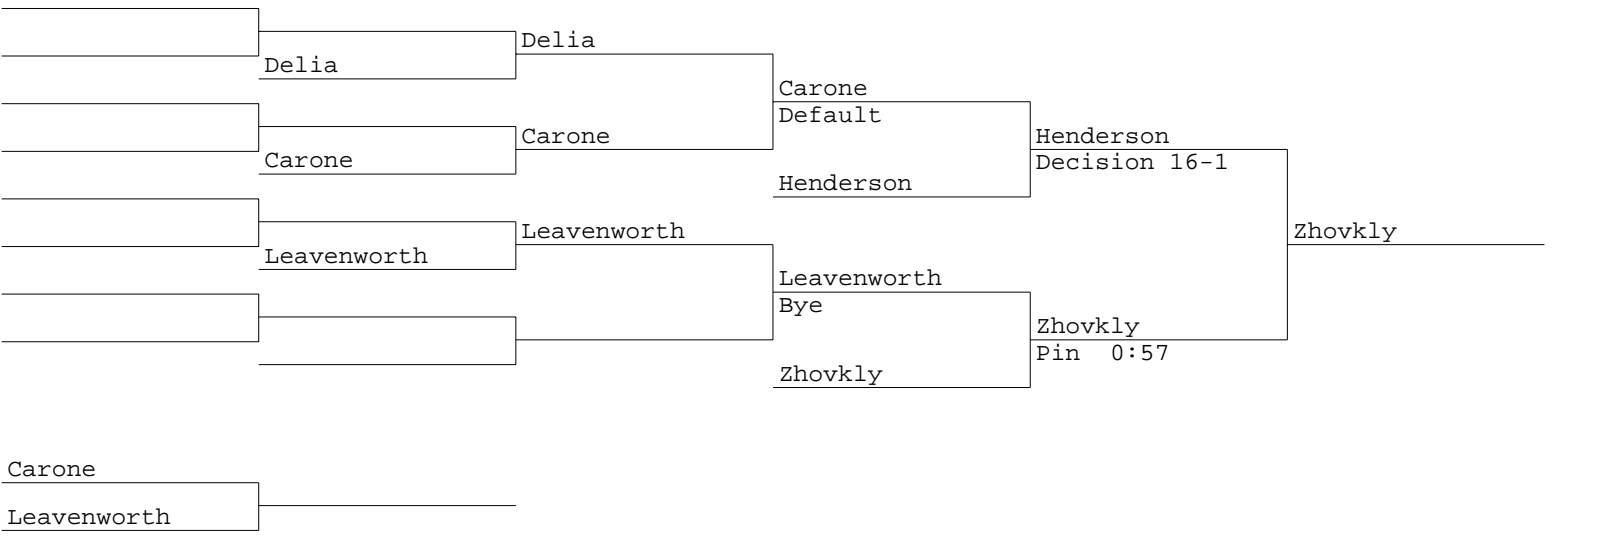 Delia
Delia
Carone
Default
Carone
Carone
Henderson
Decision 16-1
Henderson
Leavenworth
Leavenworth
Leavenworth
Bye
Zhovkly
Pin  0:57
Zhovkly
Zhovkly
Carone
Leavenworth